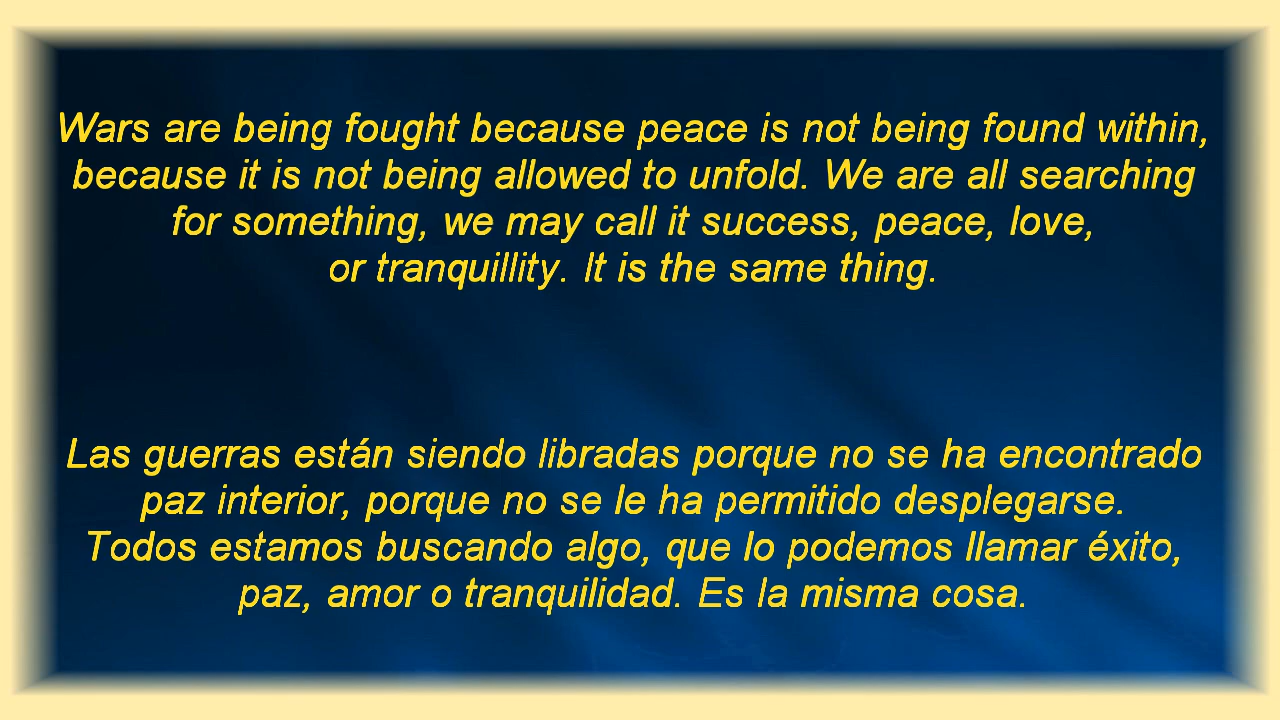 Wars are being fought because peace is not being found within,
because it is not being allowed to unfold. We are all searching
for something, we may call it success, peace, love,
or tranquillity. It is the same thing.
Las guerras están siendo libradas porque no se ha encontrado
paz interior, porque no se le ha permitido desplegarse.
Todos estamos buscando algo, que lo podemos llamar éxito,
paz, amor o tranquilidad. Es la misma cosa.